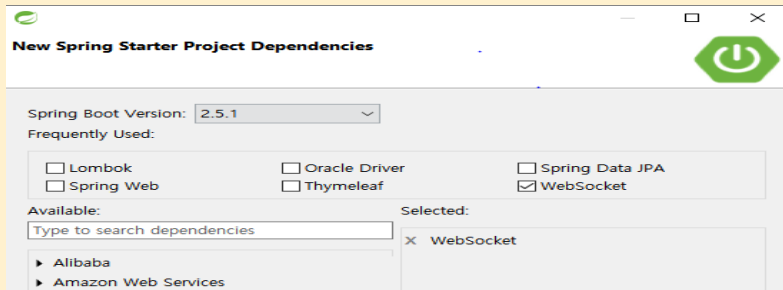 New Spring Starter Project Dependencies
Spring Boot Version: 2.5.1
Frequently Used:
Lombok Oracle Driver Spring Data JPA
Spring Web Thymeleaf WebSocket
Available: Selected:
Type to search dependencies
X WebSocket
Alibaba
Amazon Web Services